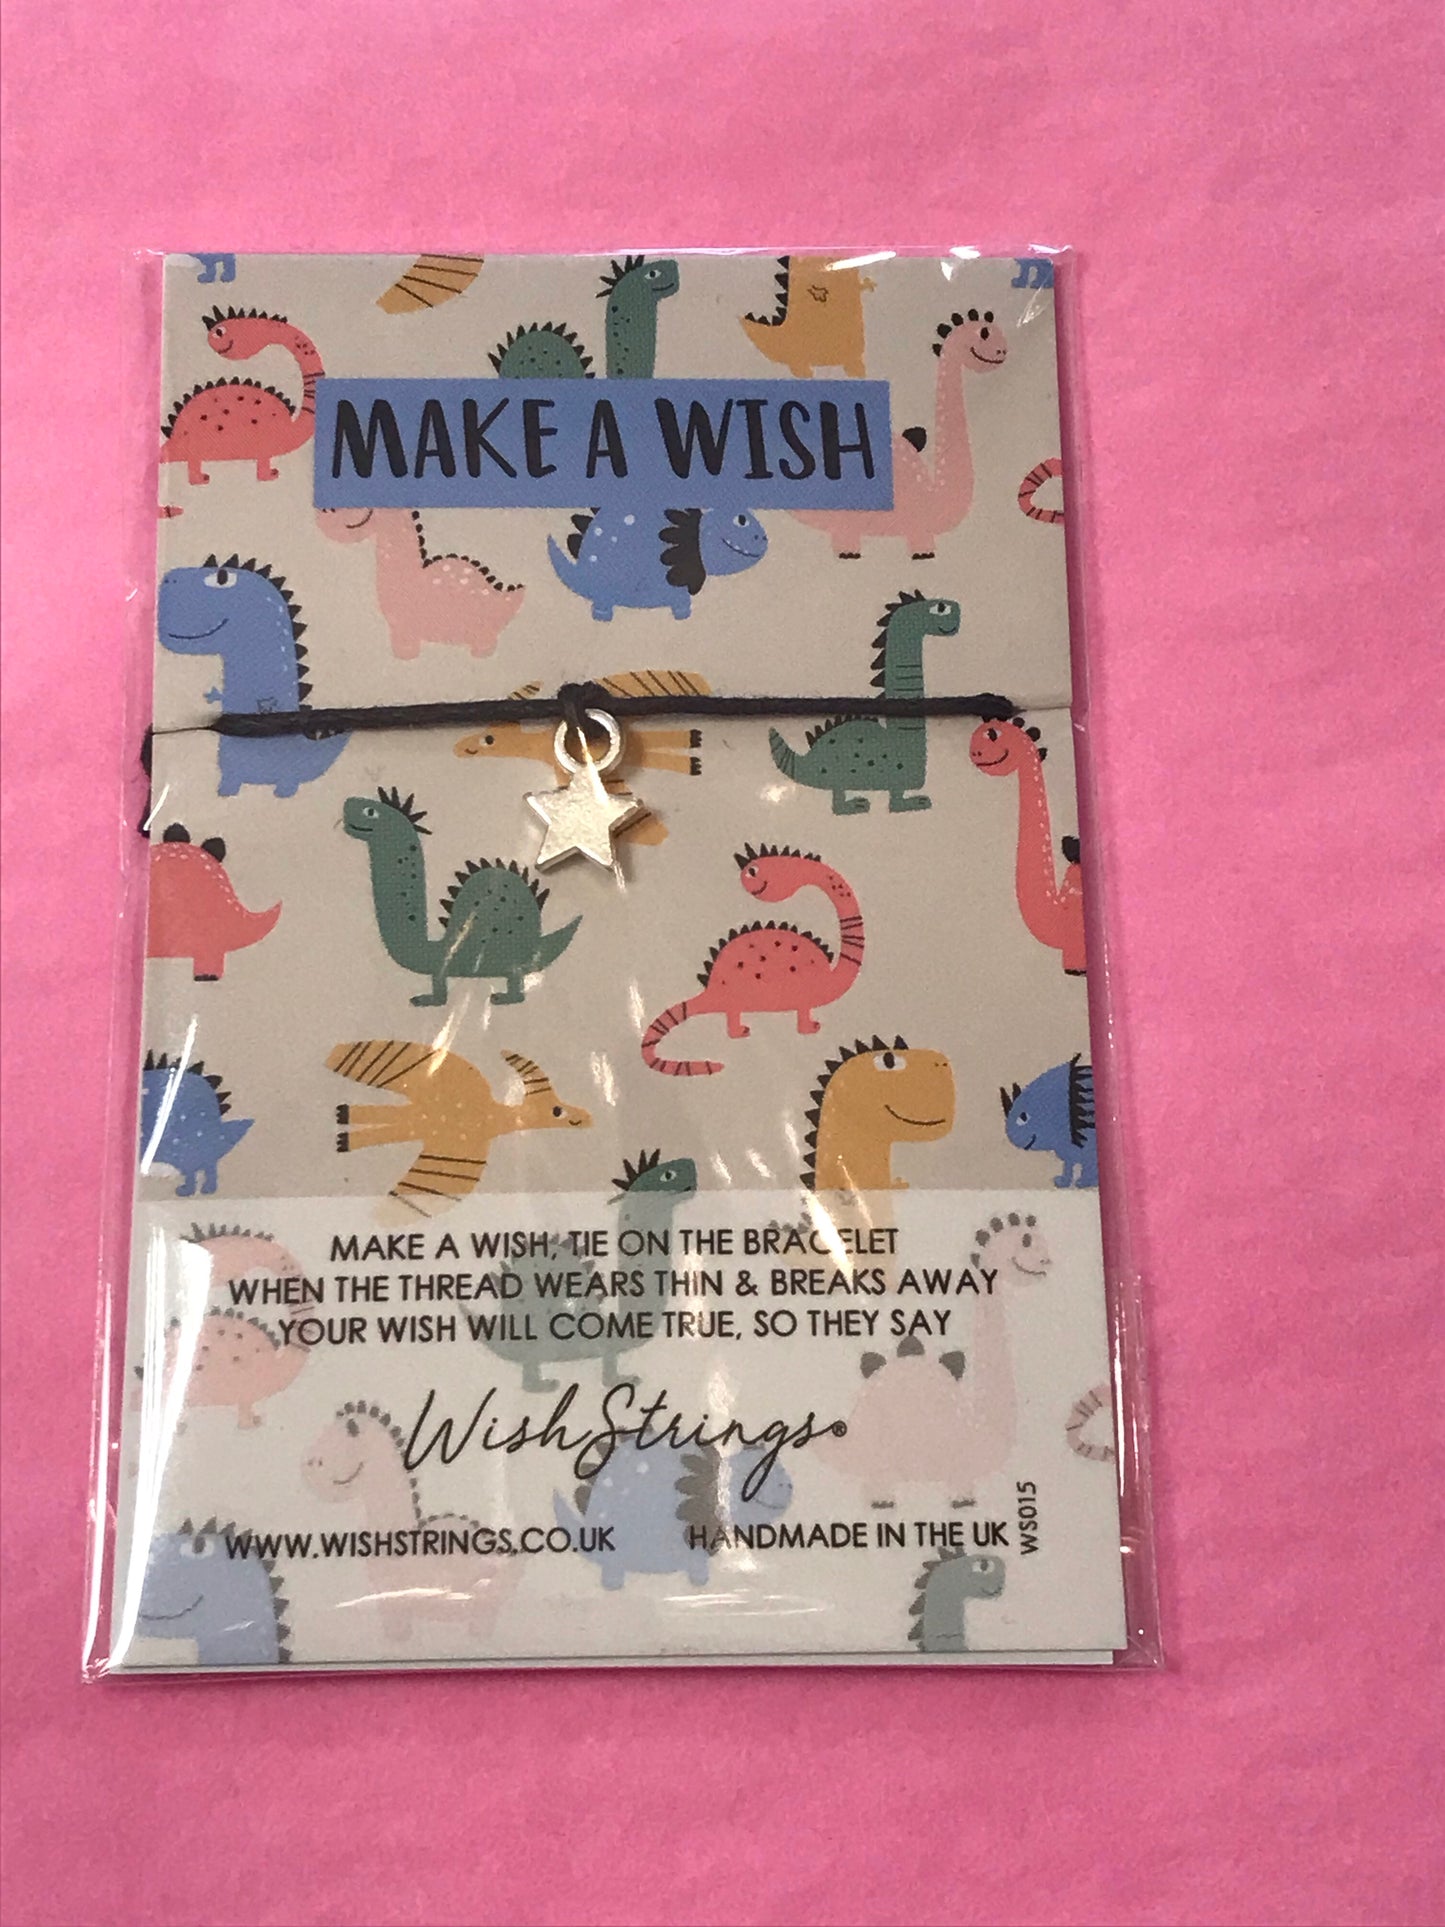 MAKE A WISH
MAKE A WISH, TIE ON THE BRACELET
WHEN THE THREAD WEARS THIN & BREAKS AWAY
YOUR WISH WILL COME TRUE, SO THEY SAY
WishStrings®
WWW.WISHSTRINGS.CO.UK
HANDMADE IN THE UK
WS015